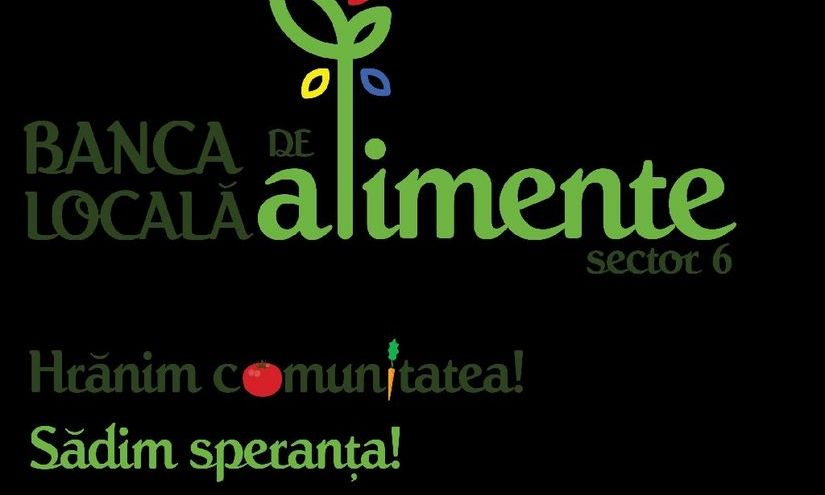 BANCA DE
LOCALĂ alimente
sector 6
Hrănim comunitatea!
Sădim speranța!